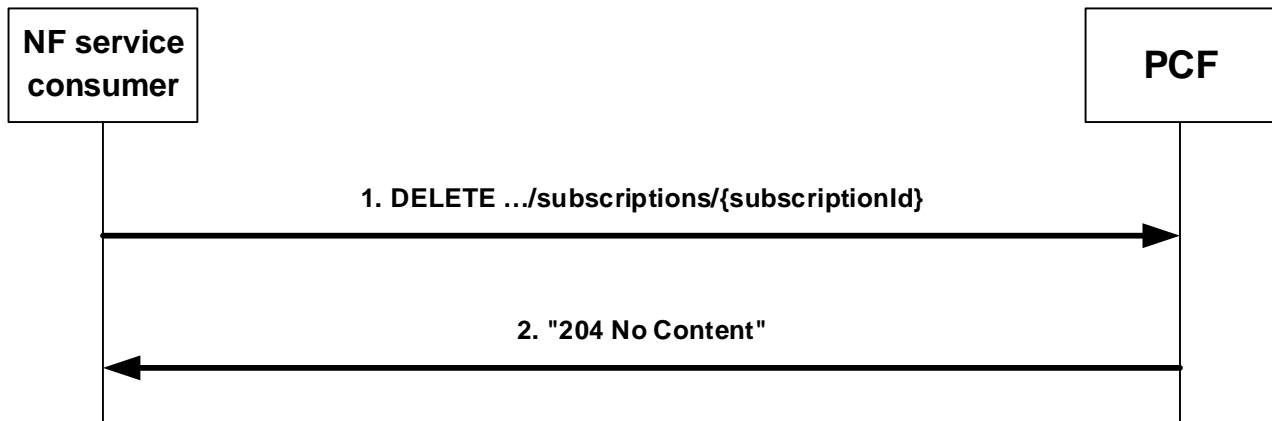 NF service
consumer
PCF
1. DELETE …/subscriptions/{subscriptionId}
2. "204 No Content"